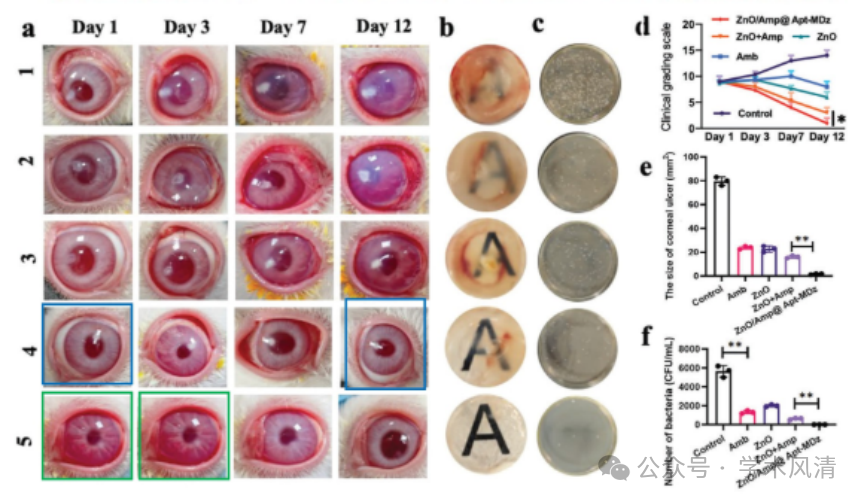 a Day 1 Day 3 Day 7 Day 12 b c d
1
2
3
4
5
A
A
A
A
A
20
15
10
5
0
Clinical grading scale
ZnO/Amp@ Apt-MDz
ZnO+Amp ZnO
Amb
Control
*
Day 1 Day 3 Day7 Day 12
e
100
80
60
40
20
0
The size of corneal ulcer (mm²)
**
Control
Amb
ZnO
ZnO+Amp
ZnO/Amp@ Apt-MDz
f
8000
6000
4000
2000
0
Number of bacteria (CFU/mL)
**
**
Control
Amb
ZnO
ZnO+Amp
ZnO/Amp@ Apt-MDz
公众号 · 学术风清